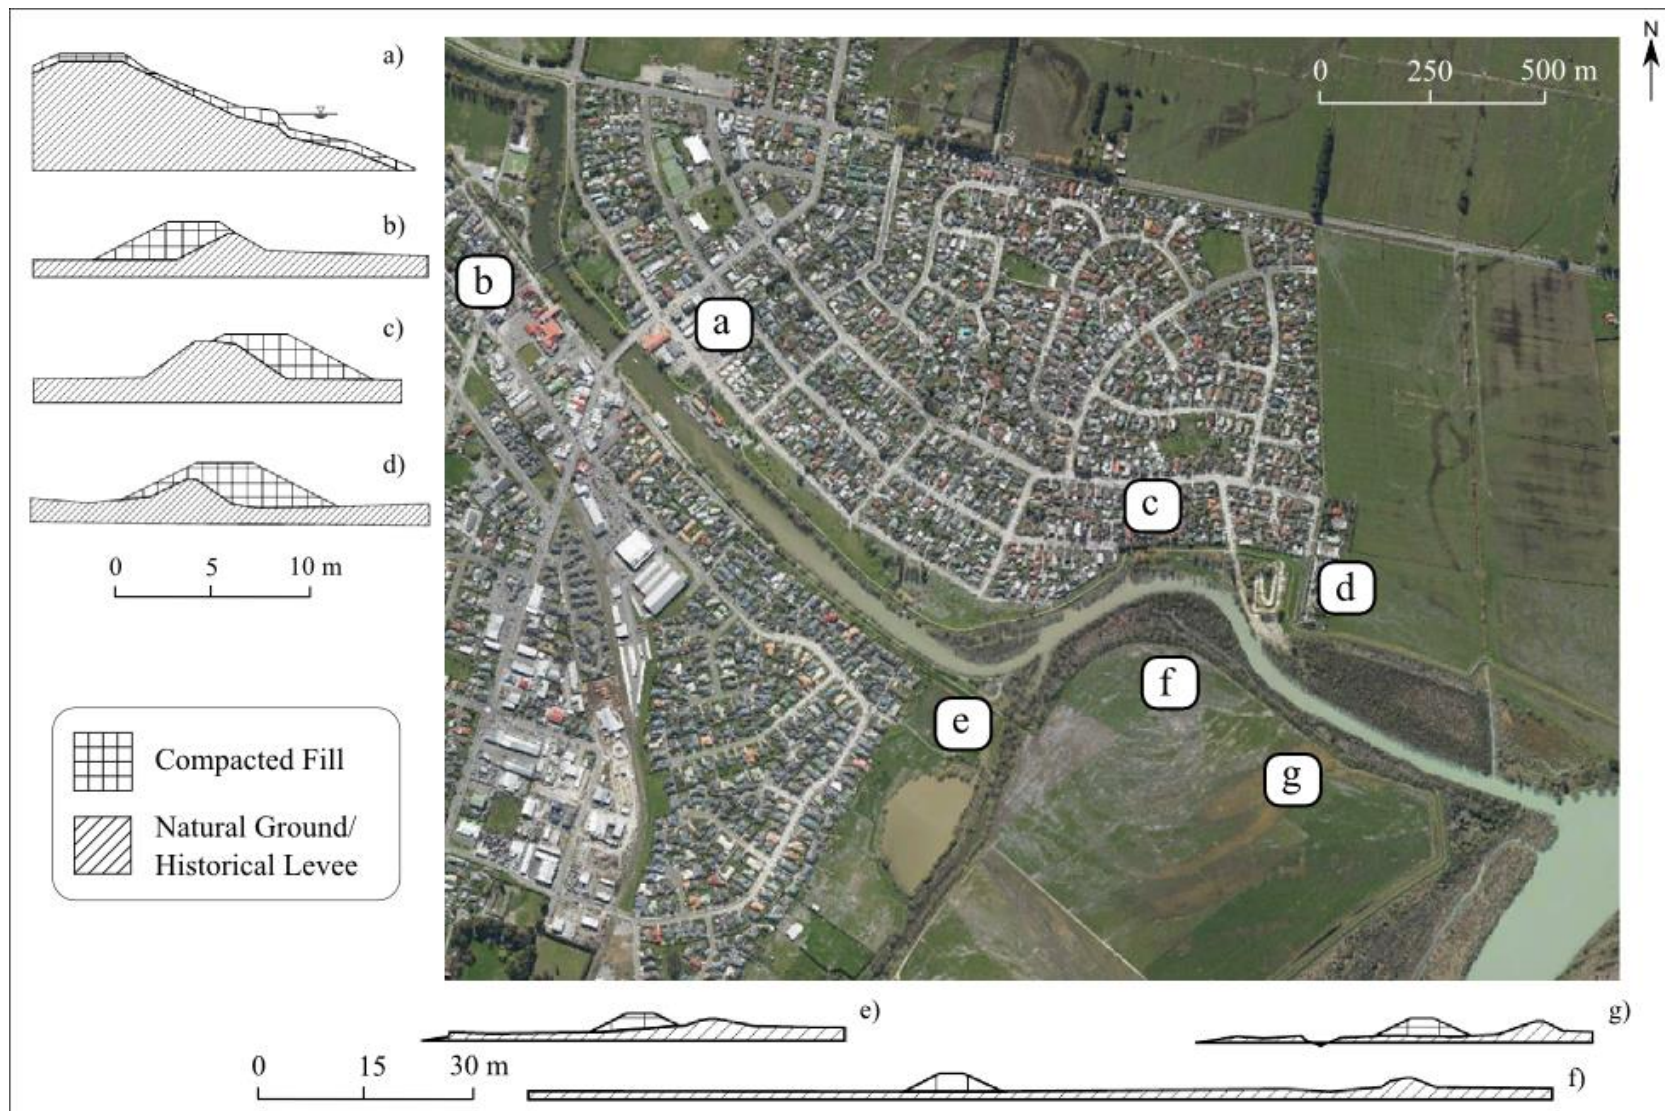 a)
b)
c)
d)
0 5 10 m
Compacted Fill
Natural Ground/
Historical Levee
N
0 250 500 m
b
a
c
d
f
e
g
e)
g)
0 15 30 m
f)